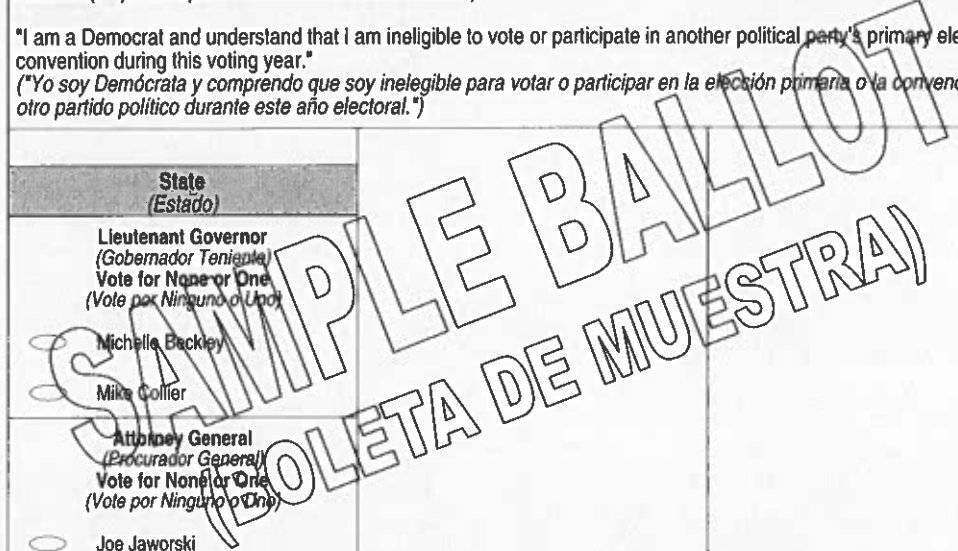 "I am a Democrat and understand that I am ineligible to vote or participate in another political party's primary ele
convention during this voting year."
("Yo soy Demócrata y comprendo que soy inelegible para votar o participar en la elección primaria o la convenc
otro partido político durante este año electoral.")
State
(Estado)
Lieutenant Governor
(Gobernador Teniente)
Vote for None or One
(Vote por Ninguno o Uno)
Michelle Beckley
Mike Collier
Attorney General
(Procurador General)
Vote for None or One
(Vote por Ninguno o Uno)
Joe Jaworski
SAMPLE BALLOT
(BOLETA DE MUESTRA)